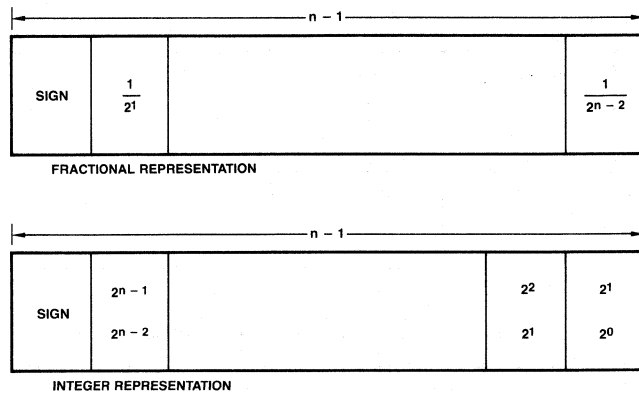 n – 1
SIGN 1/2¹ 1/2ⁿ⁻²
FRACTIONAL REPRESENTATION
n – 1
2ⁿ⁻¹ 2² 2¹
SIGN
2ⁿ⁻² 2¹ 2⁰
INTEGER REPRESENTATION